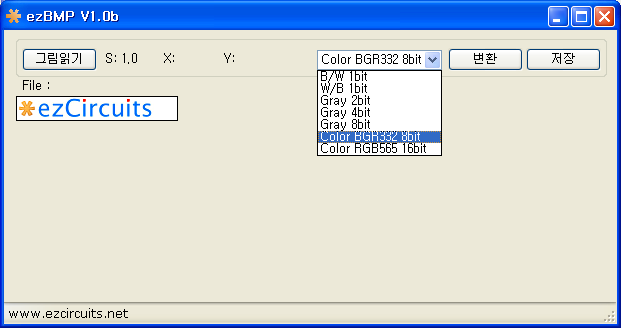 ezBMP V1.0b
그림읽기 S: 1.0 X: Y: Color BGR332 8bit 변환 저장
B/W 1bit
W/B 1bit
Gray 2bit
Gray 4bit
Gray 8bit
Color BGR332 8bit
Color RGB565 16bit
File :
ezCircuits
www.ezcircuits.net